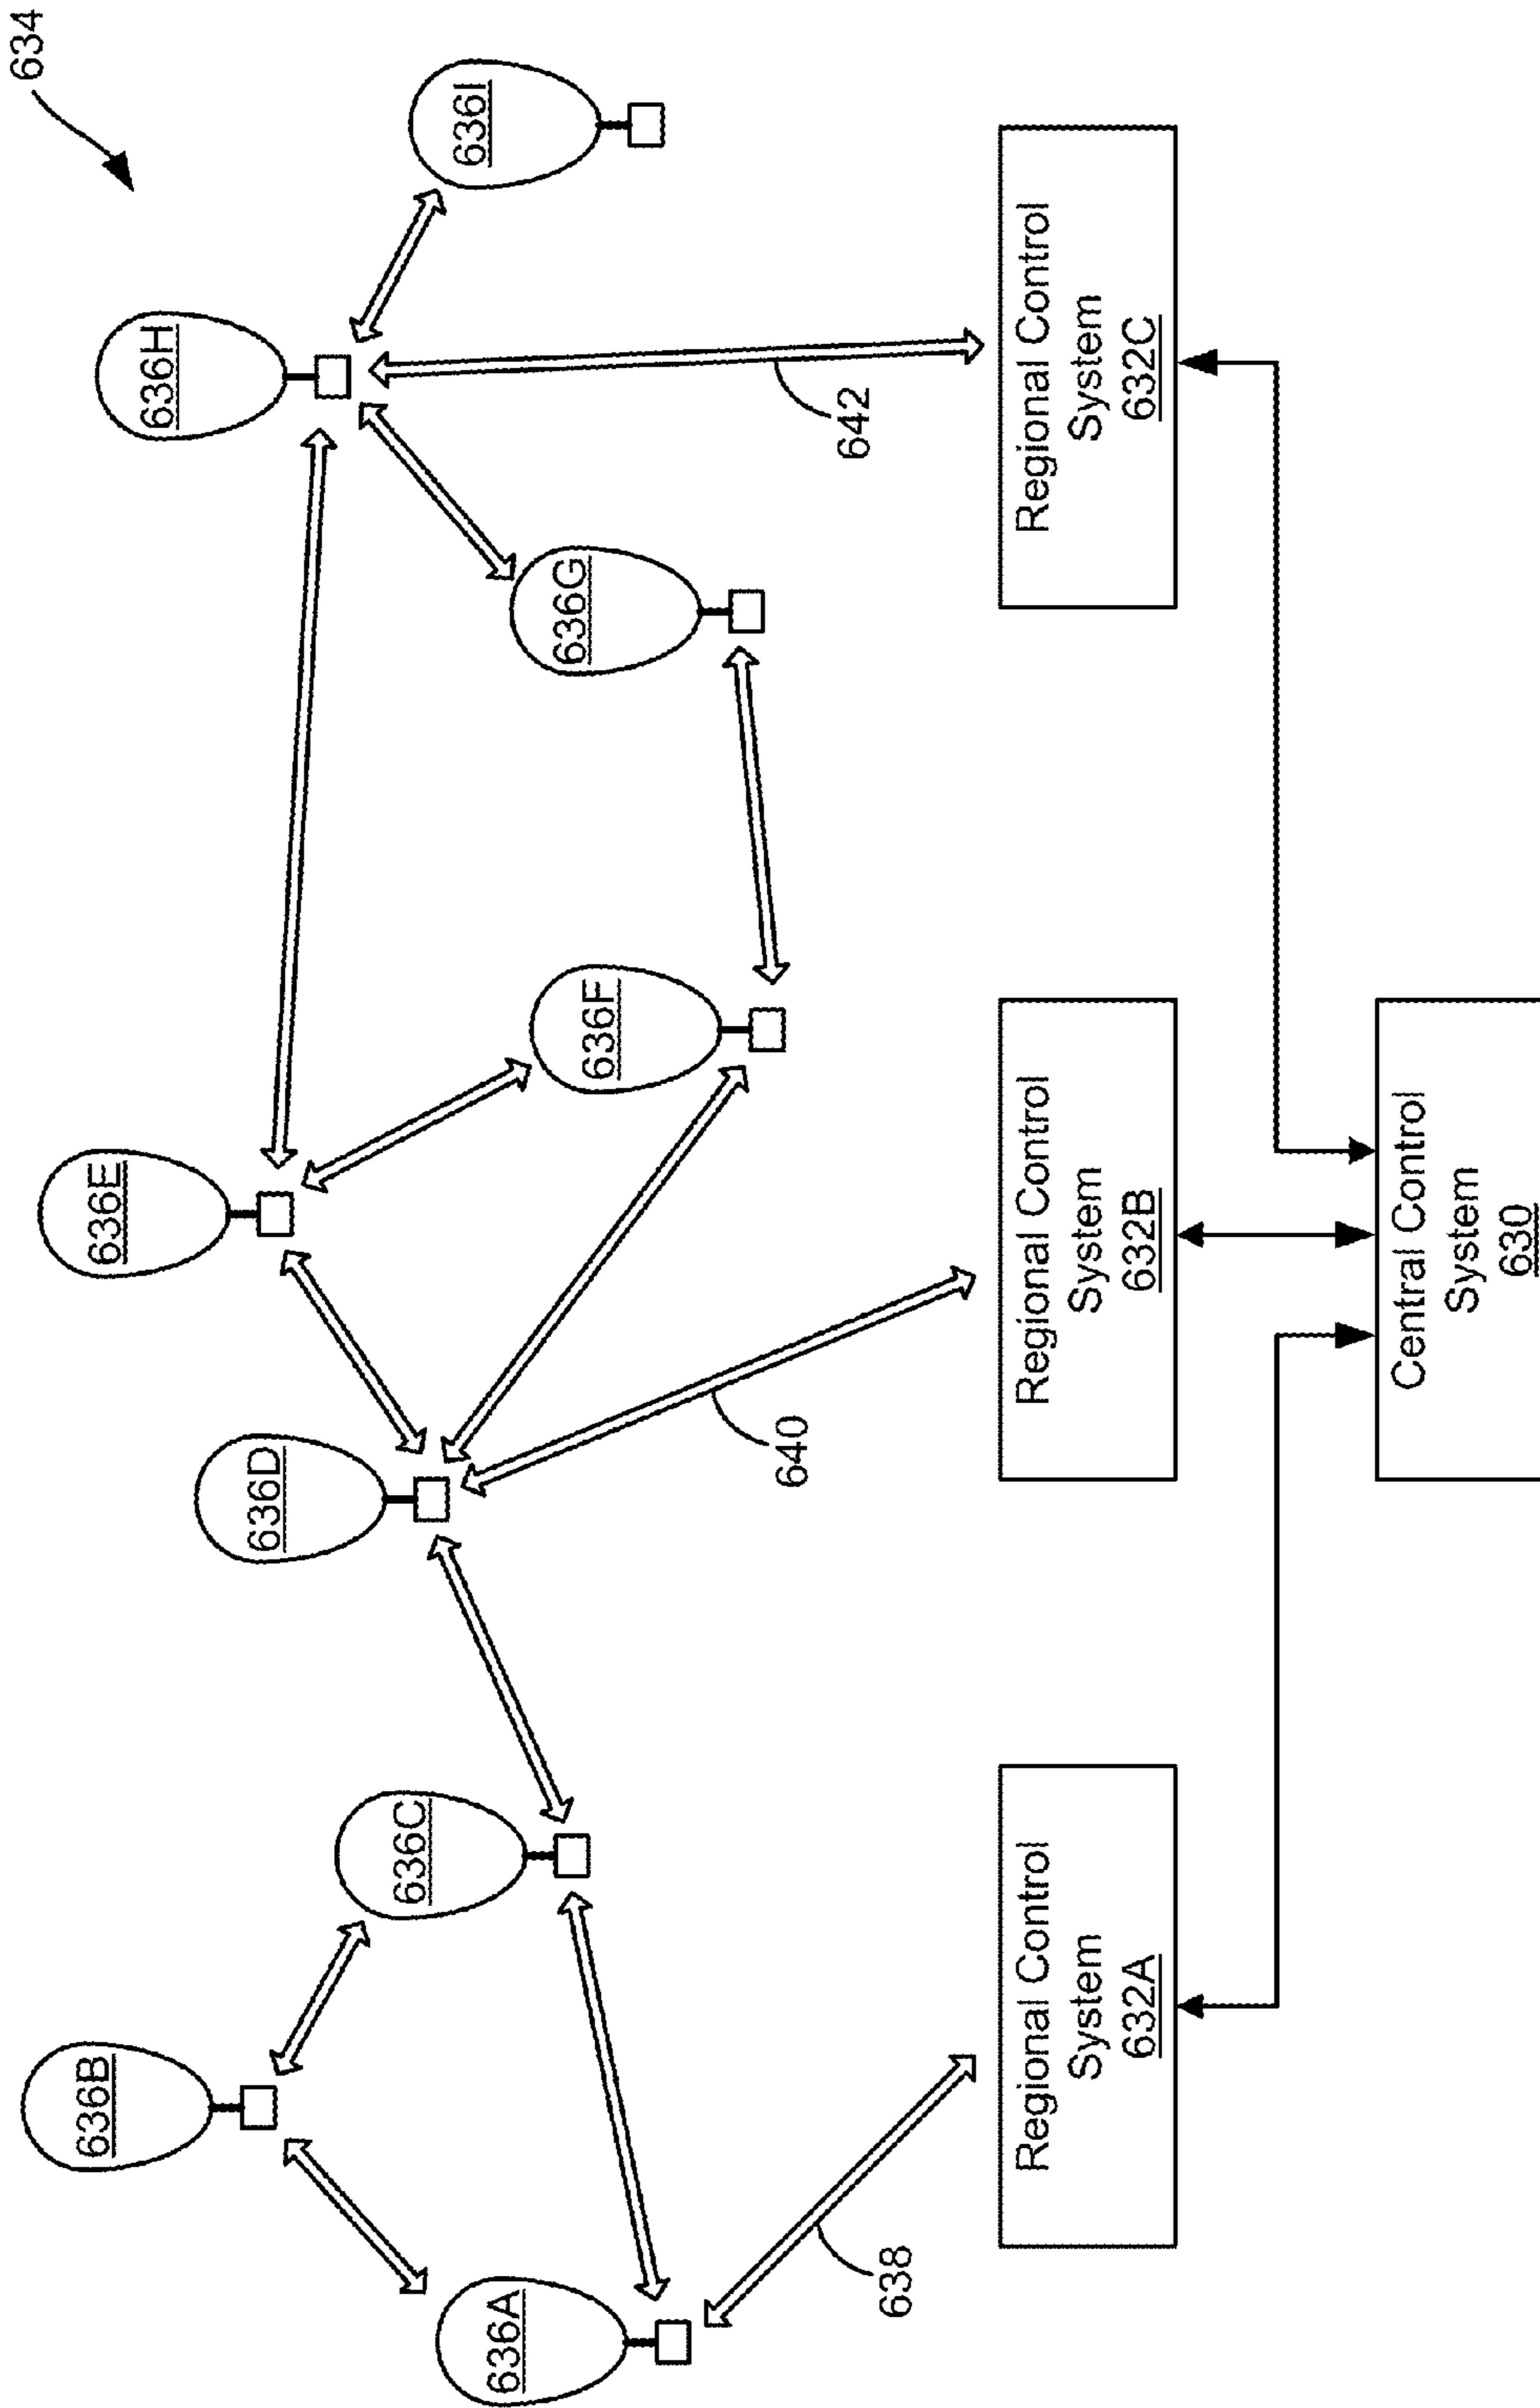 634
636B
636E
636H
636D
636C
636I
636A
636F
636G
638
640
642
Regional Control
System
632A
Regional Control
System
632B
Regional Control
System
632C
Central Control
System
630